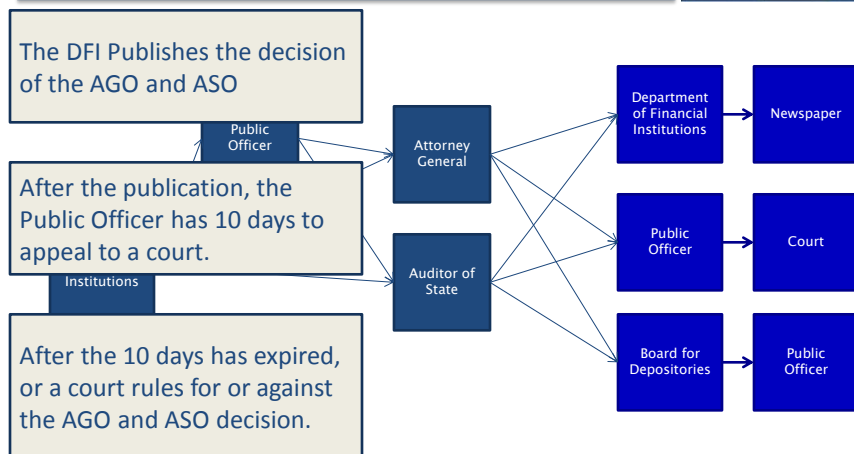 The DFI Publishes the decision
of the AGO and ASO
Public
Officer
After the publication, the
Public Officer has 10 days to
appeal to a court.
Institutions
After the 10 days has expired,
or a court rules for or against
the AGO and ASO decision.
Attorney
General
Auditor of
State
Department
of Financial
Institutions
Newspaper
Public
Officer
Court
Board for
Depositories
Public
Officer